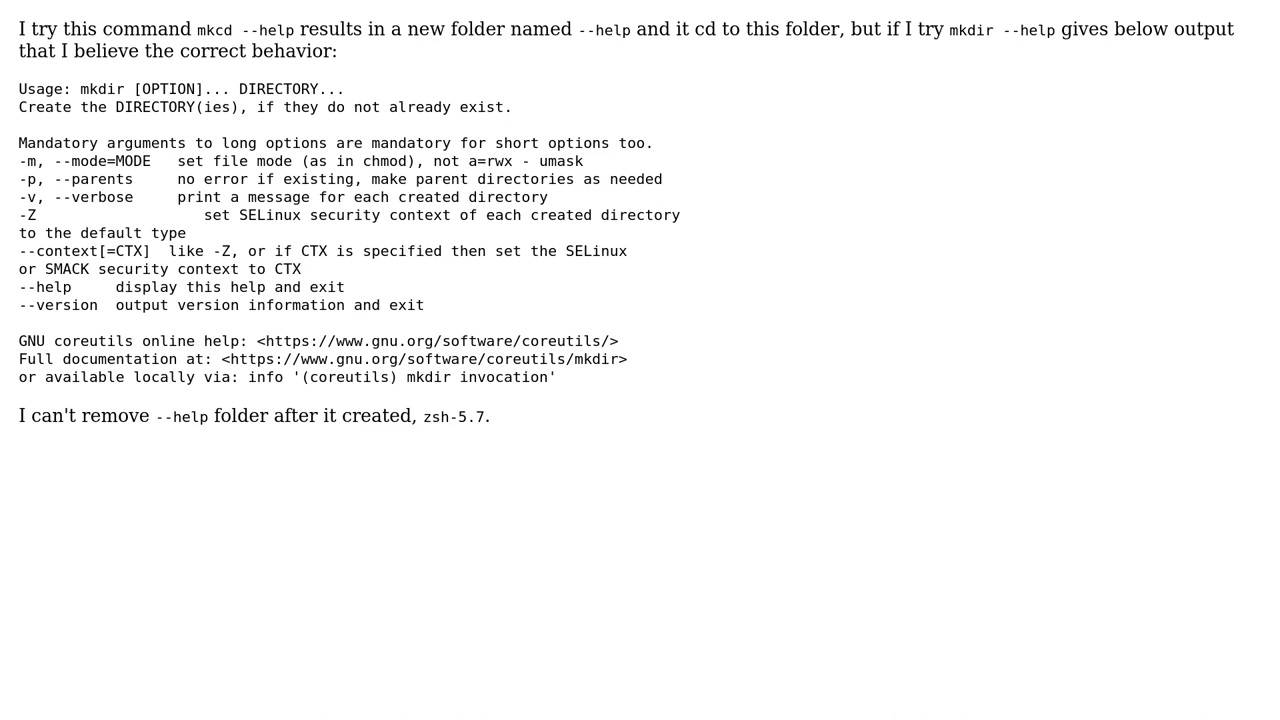 I try this command mkcd --help results in a new folder named --help and it cd to this folder, but if I try mkdir --help gives below output
that I believe the correct behavior:
Usage: mkdir [OPTION]... DIRECTORY...
Create the DIRECTORY(ies), if they do not already exist.
Mandatory arguments to long options are mandatory for short options too.
-m, --mode=MODE   set file mode (as in chmod), not a=rwx - umask
-p, --parents     no error if existing, make parent directories as needed
-v, --verbose     print a message for each created directory
-Z                   set SELinux security context of each created directory
to the default type
--context[=CTX]  like -Z, or if CTX is specified then set the SELinux
or SMACK security context to CTX
--help     display this help and exit
--version  output version information and exit
GNU coreutils online help: <https://www.gnu.org/software/coreutils/>
Full documentation at: <https://www.gnu.org/software/coreutils/mkdir>
or available locally via: info '(coreutils) mkdir invocation'
I can't remove --help folder after it created, zsh-5.7.